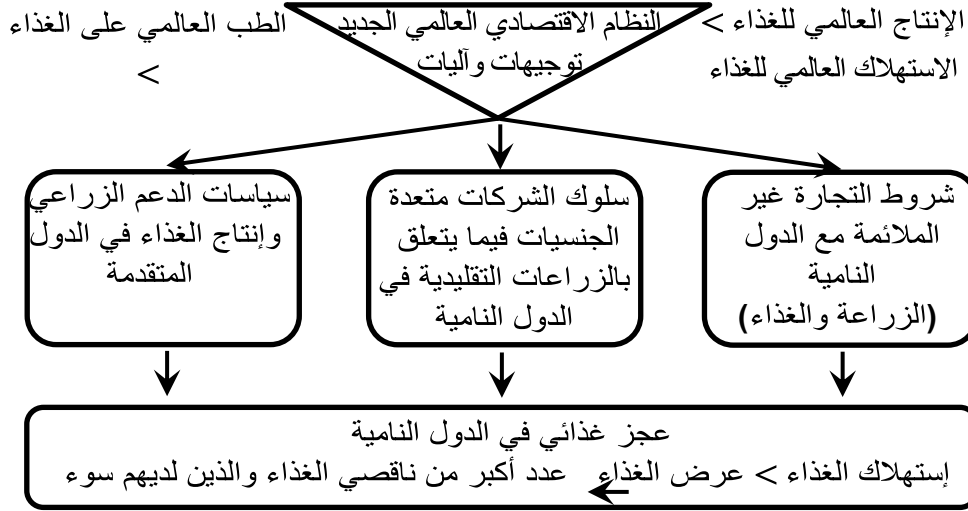 الإنتاج العالمي للغذاء >
الاستهلاك العالمي للغذاء
النظام الاقتصادي العالمي الجديد
توجيهات وآليات
الطب العالمي على الغذاء
>
شروط التجارة غير
الملائمة مع الدول
النامية
(الزراعة والغذاء)
سلوك الشركات متعدة
الجنسيات فيما يتعلق
بالزراعات التقليدية في
الدول النامية
سياسات الدعم الزراعي
وإنتاج الغذاء في الدول
المتقدمة
عجز غذائي في الدول النامية
إستهلاك الغذاء > عرض الغذاء عدد أكبر من ناقصي الغذاء والذين لديهم سوء